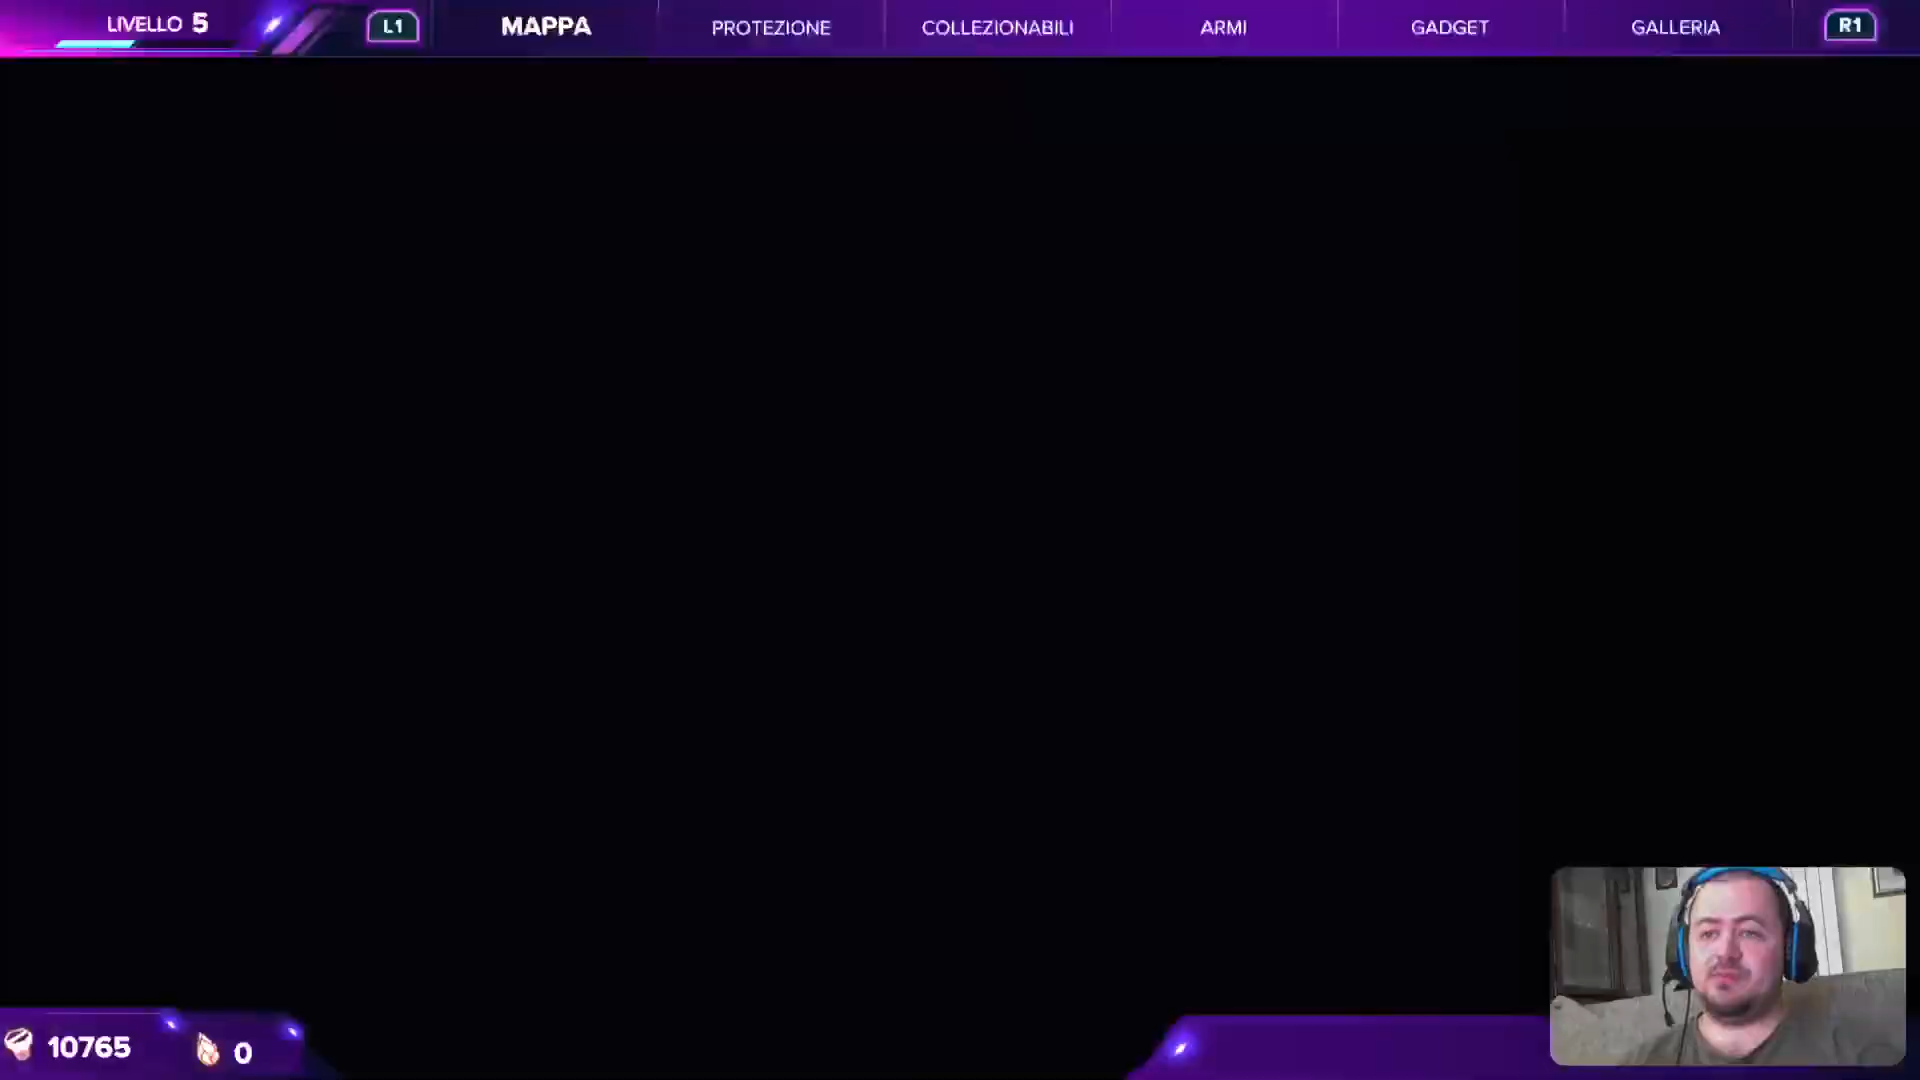 LIVELLO 5
L1
MAPPA
PROTEZIONE
COLLEZIONABILI
ARMI
GADGET
GALLERIA
R1
10765
0